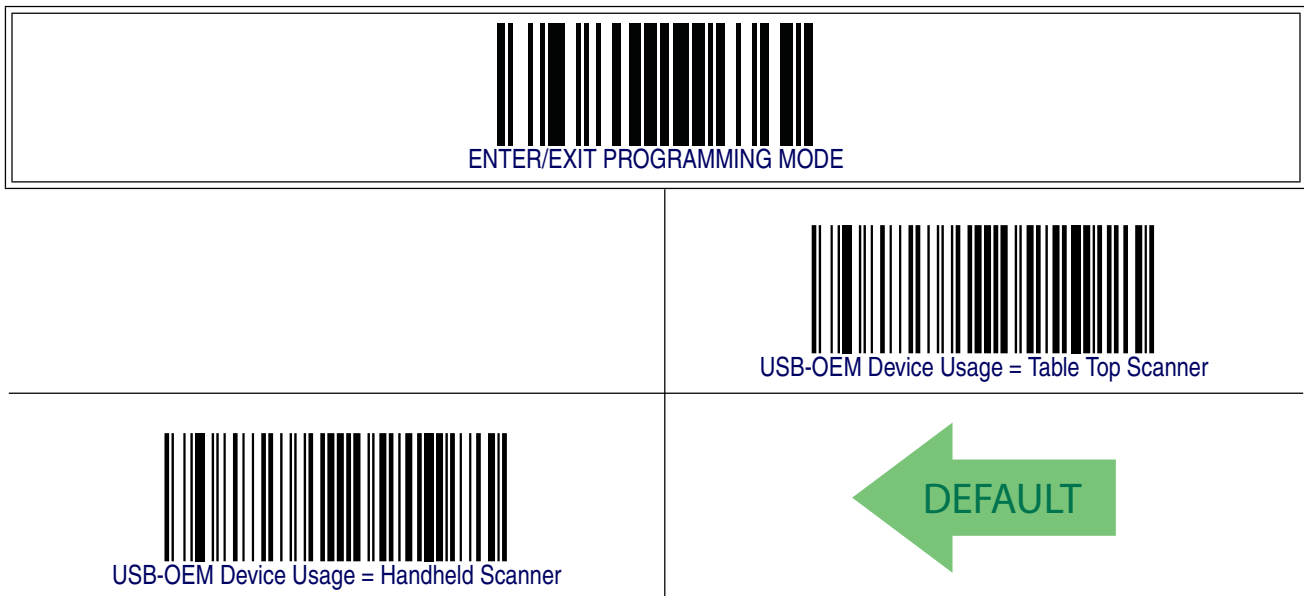 ENTER/EXIT PROGRAMMING MODE
USB-OEM Device Usage = Table Top Scanner
USB-OEM Device Usage = Handheld Scanner
DEFAULT